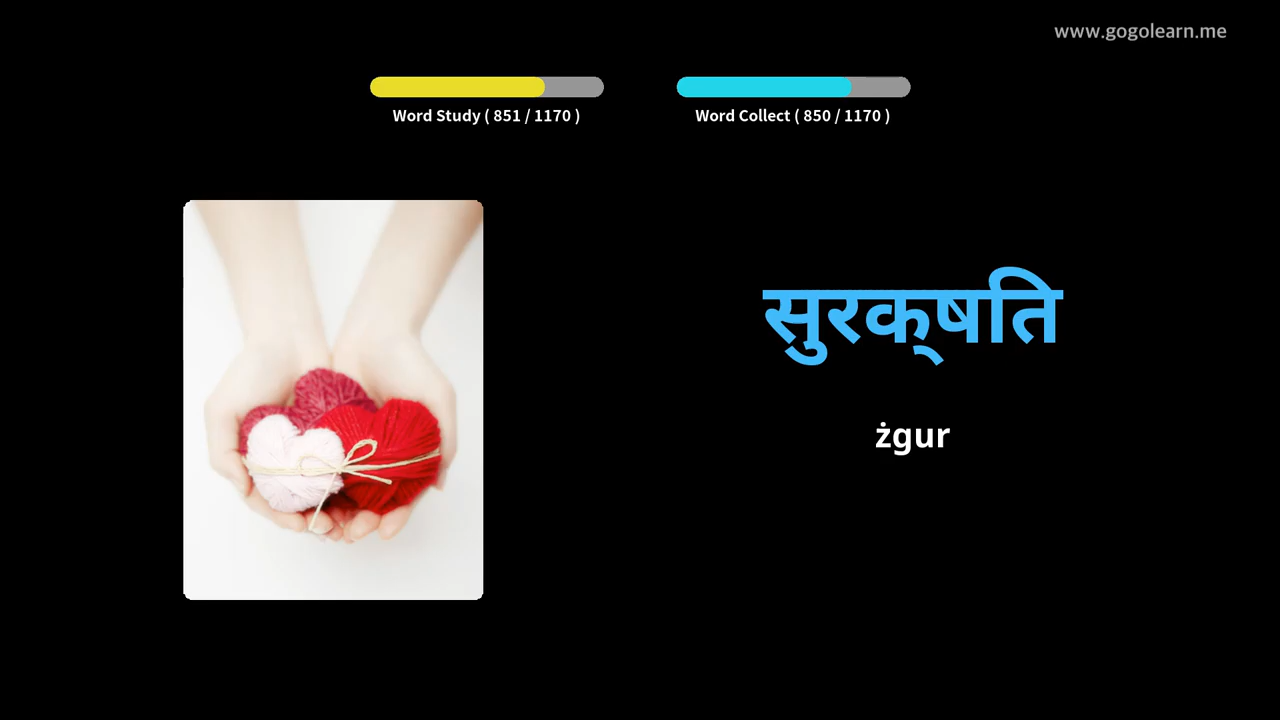 www.gogolearn.me
Word Study ( 851 / 1170 )
Word Collect ( 850 / 1170 )
सुरक्‌षति
żgur